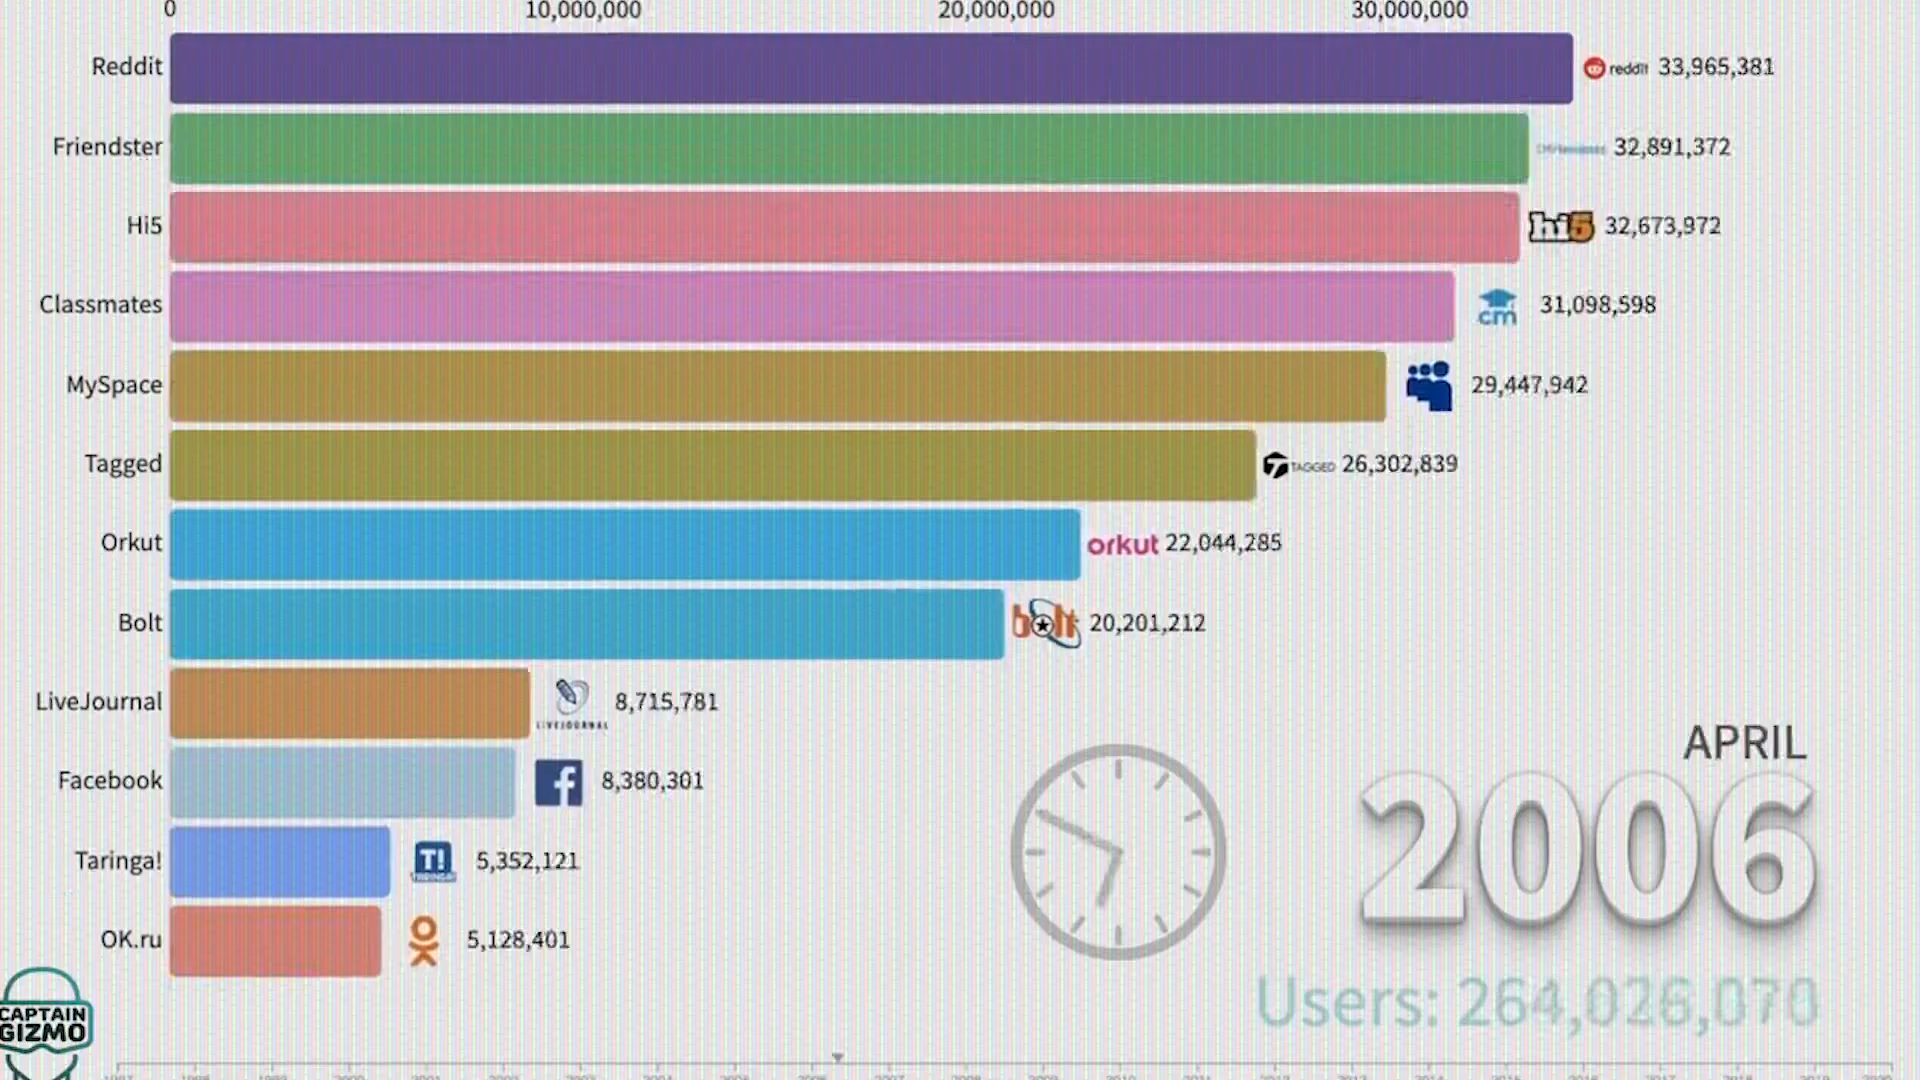 0 10,000,000 20,000,000 30,000,000
Reddit reddit 33,965,381
Friendster 32,891,372
Hi5 hi5 32,673,972
Classmates cm 31,098,598
MySpace 29,447,942
Tagged TAGGED 26,302,839
Orkut orkut 22,044,285
Bolt bolt 20,201,212
LiveJournal LIVEJOURNAL 8,715,781
Facebook f 8,380,301
Taringa! T! 5,352,121
OK.ru 5,128,401
APRIL
2006
Users: 264,026,070
CAPTAIN
GIZMO